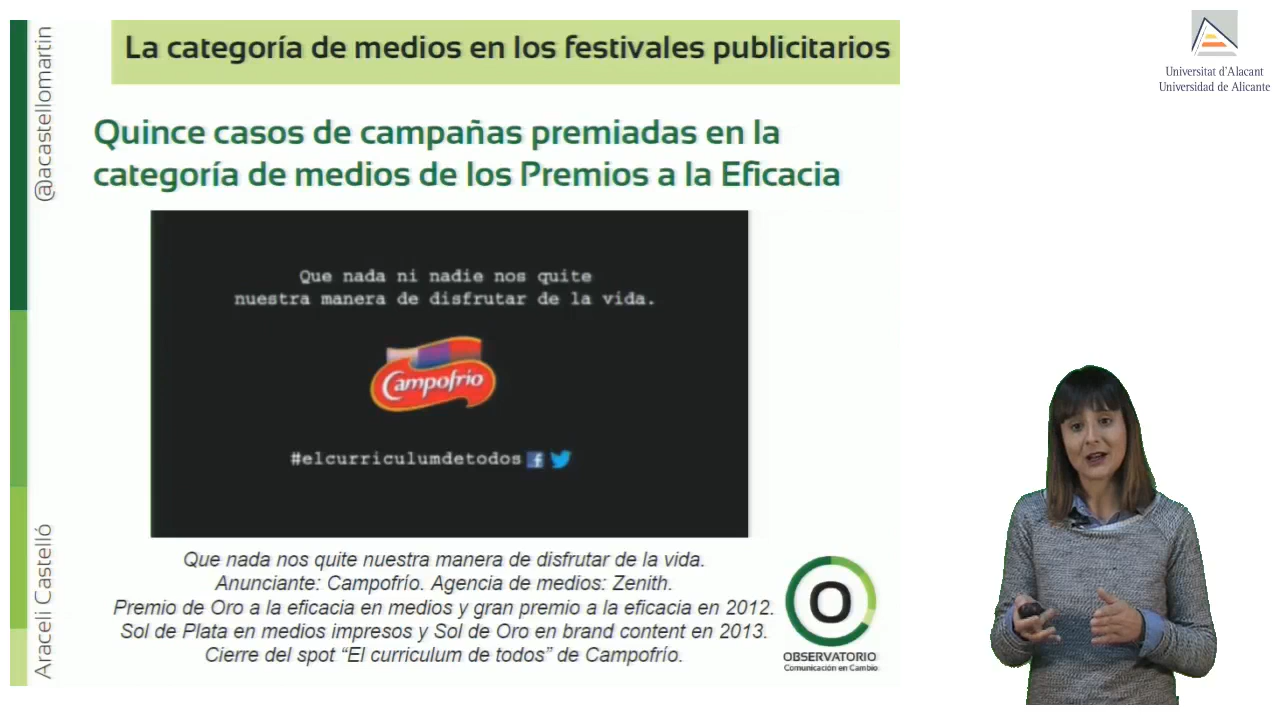 La categoría de medios en los festivales publicitarios
@acastellomartin
Araceli Castelló
Quince casos de campañas premiadas en la
categoría de medios de los Premios a la Eficacia
Que nada ni nadie nos quite
nuestra manera de disfrutar de la vida.
Campofrío
#elcurriculumdetodos
Que nada nos quite nuestra manera de disfrutar de la vida.
Anunciante: Campofrío. Agencia de medios: Zenith.
Premio de Oro a la eficacia en medios y gran premio a la eficacia en 2012.
Sol de Plata en medios impresos y Sol de Oro en brand content en 2013.
Cierre del spot “El curriculum de todos” de Campofrío.
O
OBSERVATORIO
Comunicación en Cambio
Universitat d'Alacant
Universidad de Alicante